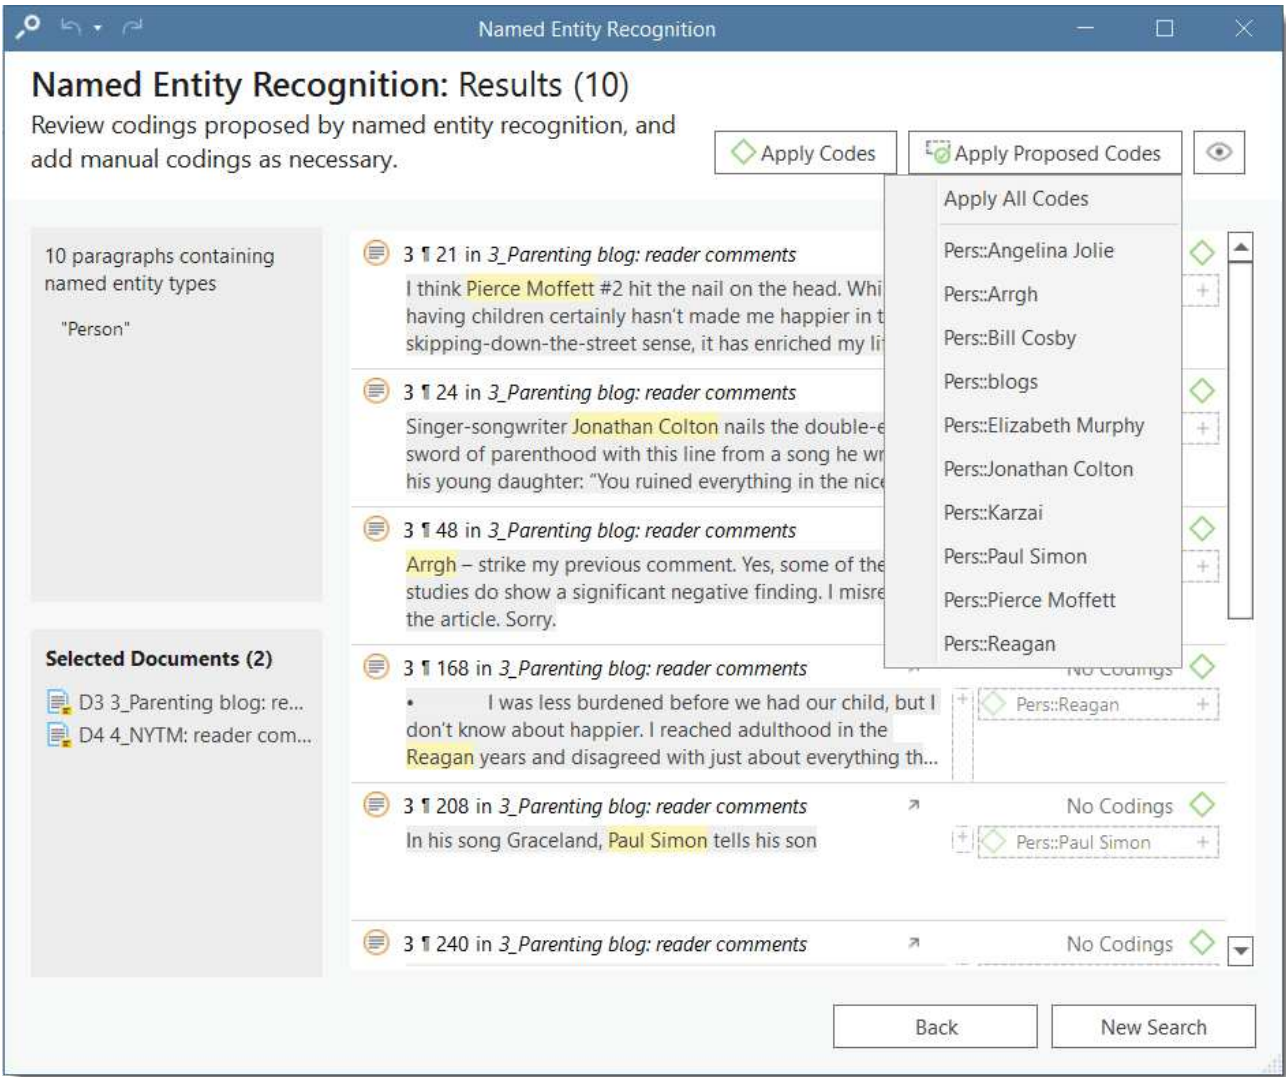 Named Entity Recognition
Named Entity Recognition: Results (10)
Review codings proposed by named entity recognition, and
add manual codings as necessary.
Apply Codes
Apply Proposed Codes
Apply All Codes
Pers::Angelina Jolie
Pers::Arrgh
Pers::Bill Cosby
Pers::blogs
Pers::Elizabeth Murphy
Pers::Jonathan Colton
Pers::Karzai
Pers::Paul Simon
Pers::Pierce Moffett
Pers::Reagan
10 paragraphs containing
named entity types
"Person"
Selected Documents (2)
D3 3_Parenting blog: re...
D4 4_NYTM: reader com...
3 ¶ 21 in 3_Parenting blog: reader comments
I think Pierce Moffett #2 hit the nail on the head. Whi
having children certainly hasn't made me happier in t
skipping-down-the-street sense, it has enriched my li
3 ¶ 24 in 3_Parenting blog: reader comments
Singer-songwriter Jonathan Colton nails the double-e
sword of parenthood with this line from a song he wr
his young daughter: “You ruined everything in the nice
3 ¶ 48 in 3_Parenting blog: reader comments
Arrgh – strike my previous comment. Yes, some of the
studies do show a significant negative finding. I misre
the article. Sorry.
3 ¶ 168 in 3_Parenting blog: reader comments
No Codings
• I was less burdened before we had our child, but I
don't know about happier. I reached adulthood in the
Reagan years and disagreed with just about everything th...
Pers::Reagan
3 ¶ 208 in 3_Parenting blog: reader comments
No Codings
In his song Graceland, Paul Simon tells his son
Pers::Paul Simon
3 ¶ 240 in 3_Parenting blog: reader comments
No Codings
Back
New Search